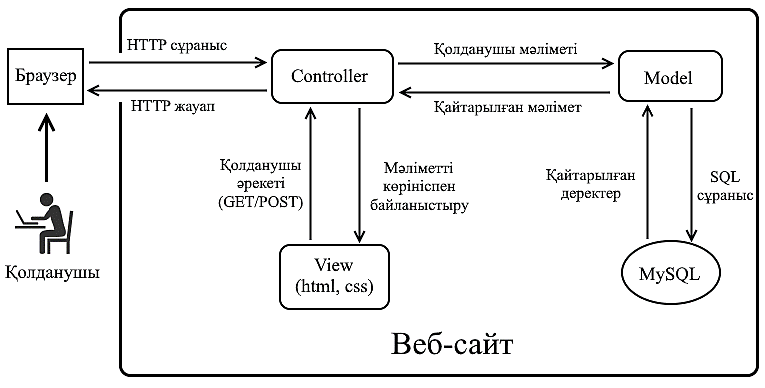 HTTP сұраныс
Қолданушы мәліметі
Браузер
Controller
Model
HTTP жауап
Қайтарылған мәлімет
Қолданушы
әрекеті
(GET/POST)
Мәліметті
көрініспен
байланыстыру
Қайтарылған
деректер
SQL
сұраныс
Қолданушы
View
(html, css)
MySQL
Веб-сайт